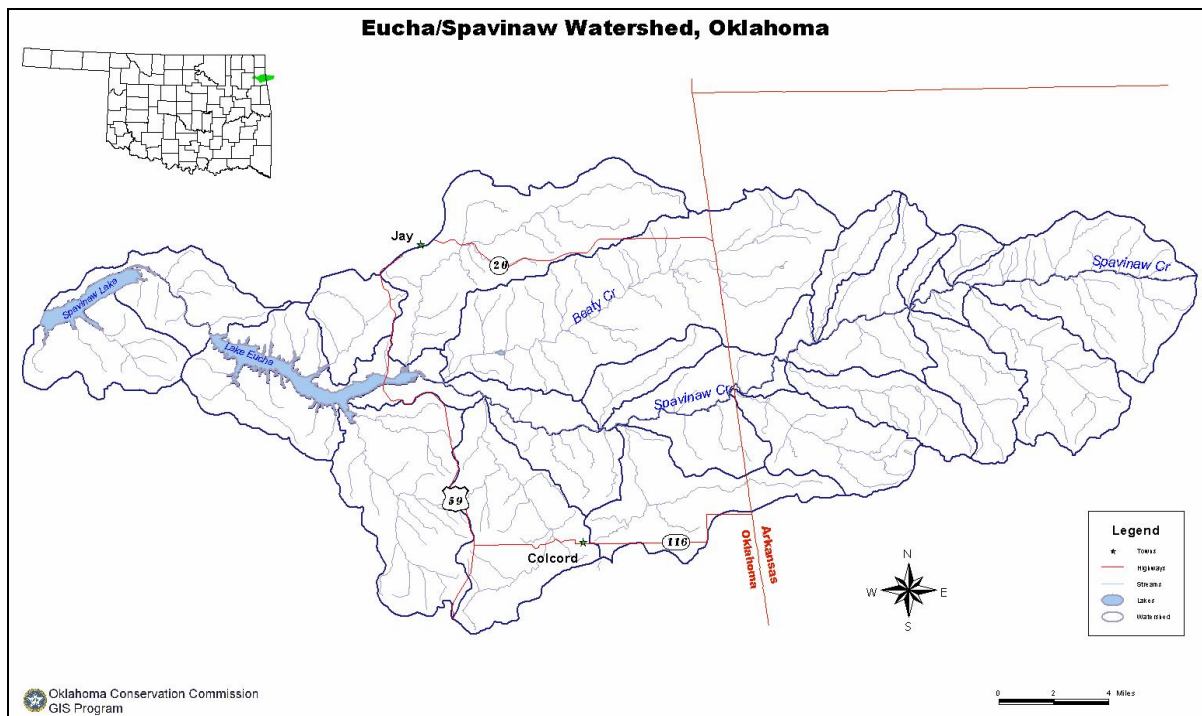 Eucha/Spavinaw Watershed, Oklahoma
Jay
20
Spavinaw Cr
Spavinaw Lake
Beaty Cr
Lake Eucha
Spavinaw Cr
59
Colcord
116
Arkansas
Oklahoma
N
W E
S
Legend
Towns
Highways
Streams
Lakes
Watershed
Oklahoma Conservation Commission
GIS Program
0 2 4 Miles